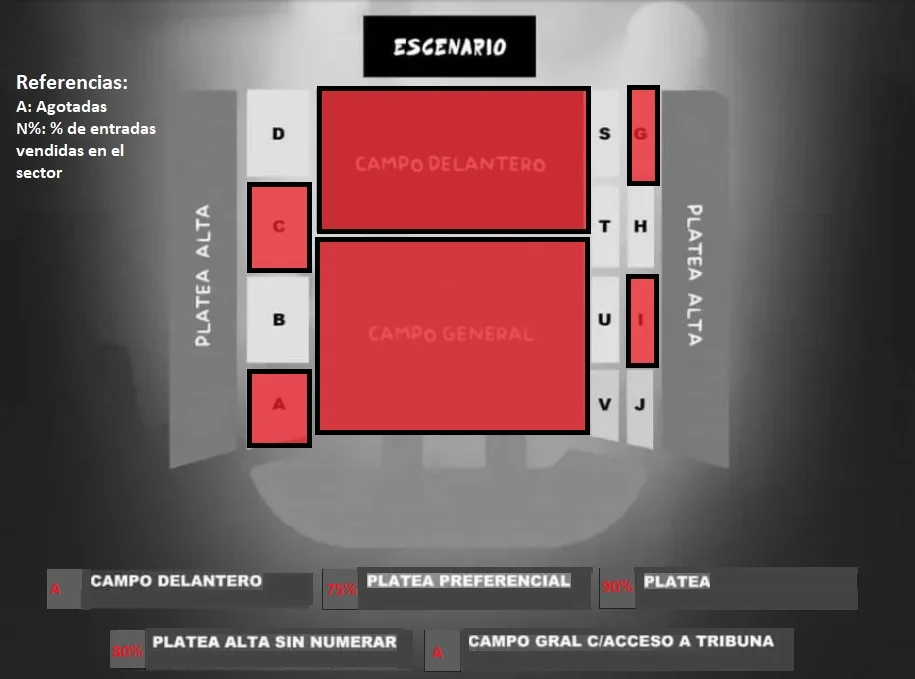 ESCENARIO
Referencias:
A: Agotadas
N%: % de entradas
vendidas en el
sector
D
CAMPO DELANTERO
S
G
C
T
H
PLATEA ALTA
PLATEA ALTA
B
CAMPO GENERAL
U
I
A
V
J
A CAMPO DELANTERO
75% PLATEA PREFERENCIAL
90% PLATEA
80% PLATEA ALTA SIN NUMERAR
A CAMPO GRAL C/ACCESO A TRIBUNA